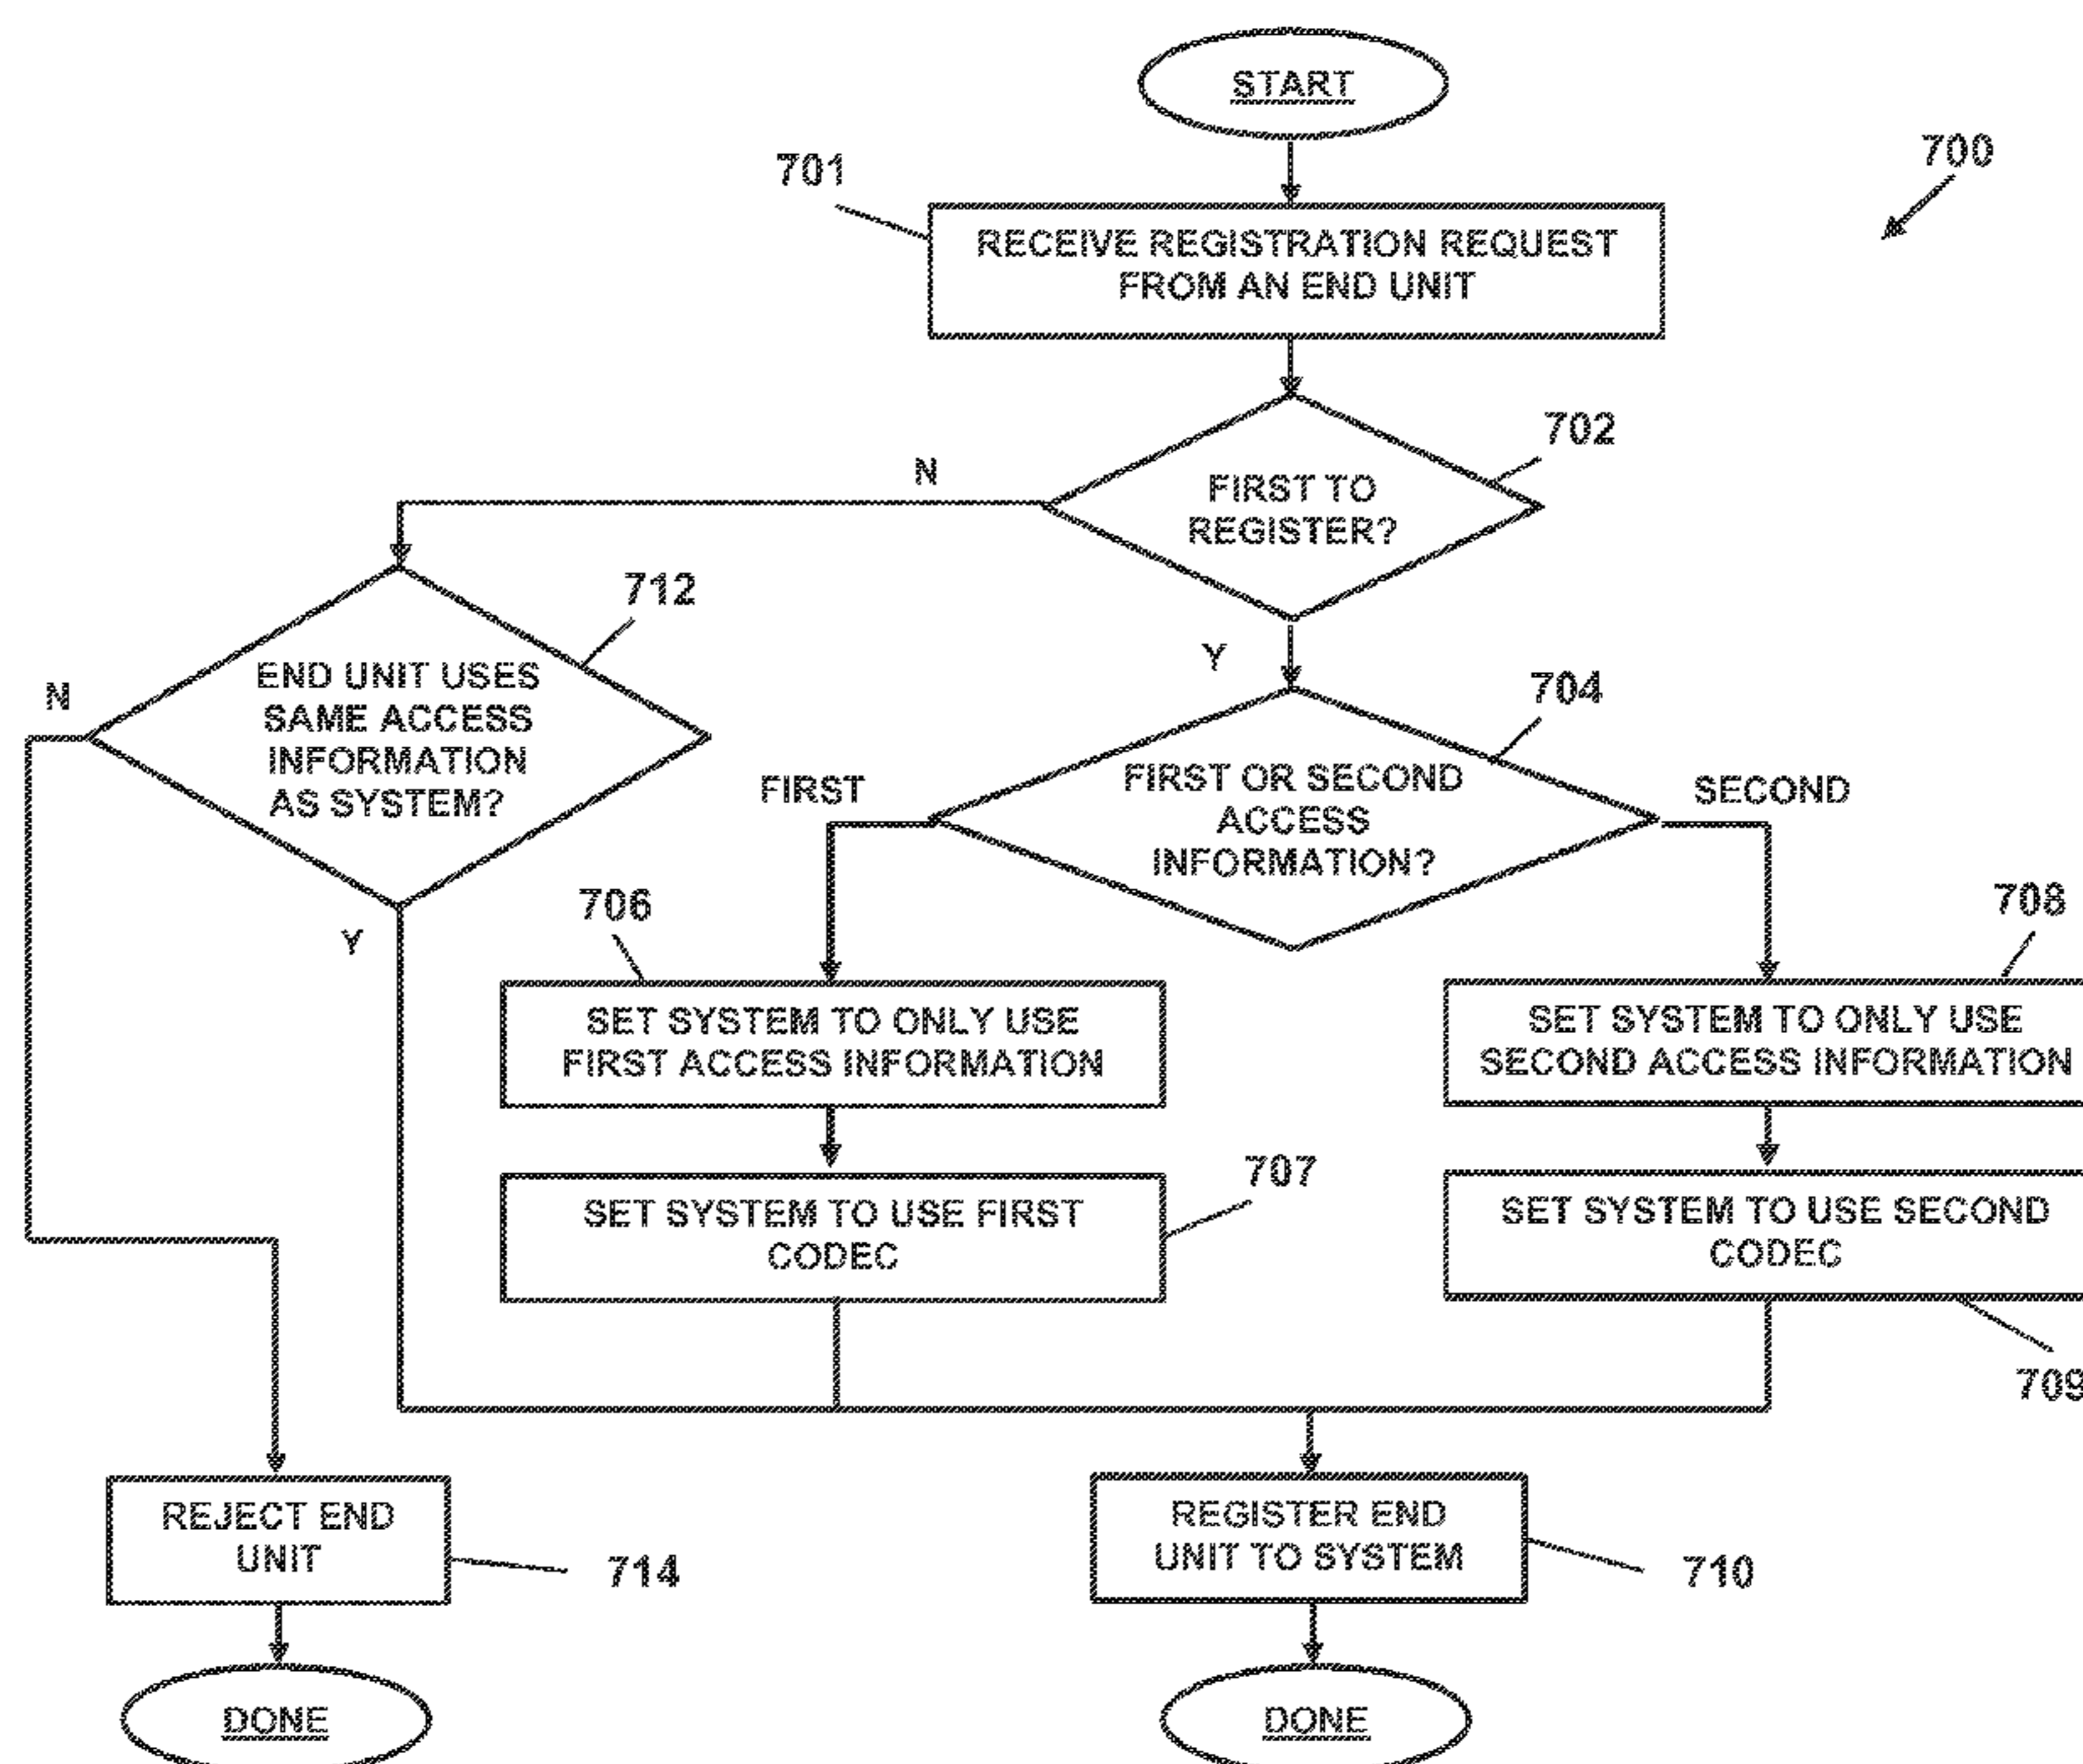 START
701
700
RECEIVE REGISTRATION REQUEST
FROM AN END UNIT
702
N
FIRST TO
REGISTER?
712
Y
704
N
END UNIT USES
SAME ACCESS
INFORMATION
AS SYSTEM?
FIRST
FIRST OR SECOND
ACCESS
INFORMATION?
SECOND
706
708
Y
SET SYSTEM TO ONLY USE
FIRST ACCESS INFORMATION
SET SYSTEM TO ONLY USE
SECOND ACCESS INFORMATION
707
SET SYSTEM TO USE FIRST
CODEC
SET SYSTEM TO USE SECOND
CODEC
709
REJECT END
UNIT
714
REGISTER END
UNIT TO SYSTEM
710
DONE
DONE